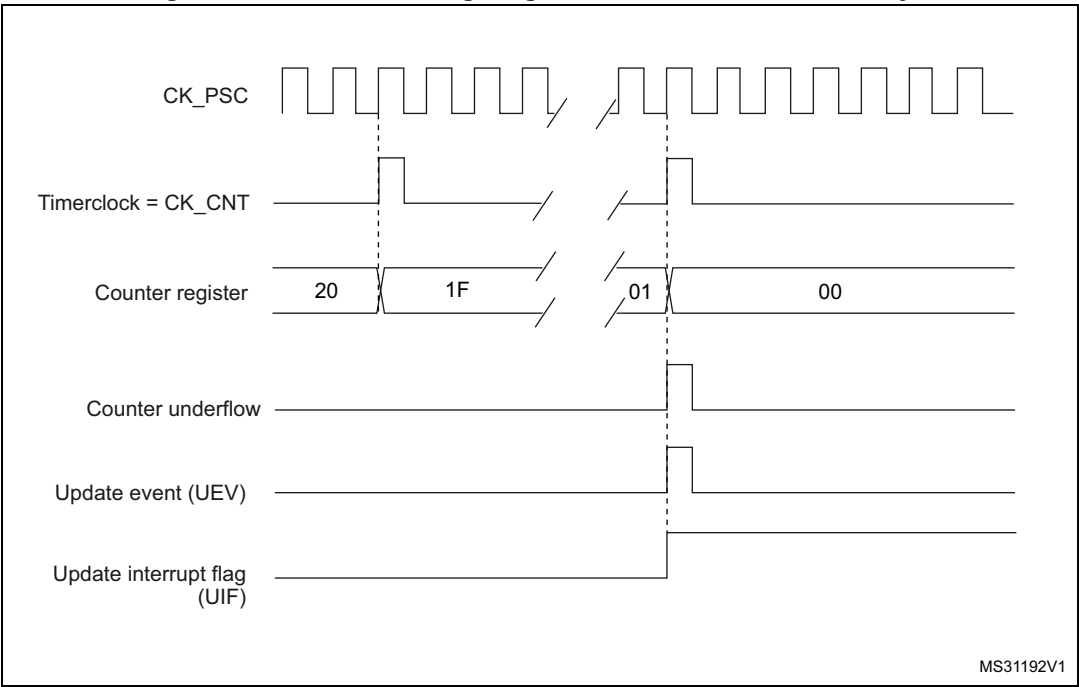 CK_PSC
Timerclock = CK_CNT
Counter register
20
1F
01
00
Counter underflow
Update event (UEV)
Update interrupt flag
(UIF)
MS31192V1